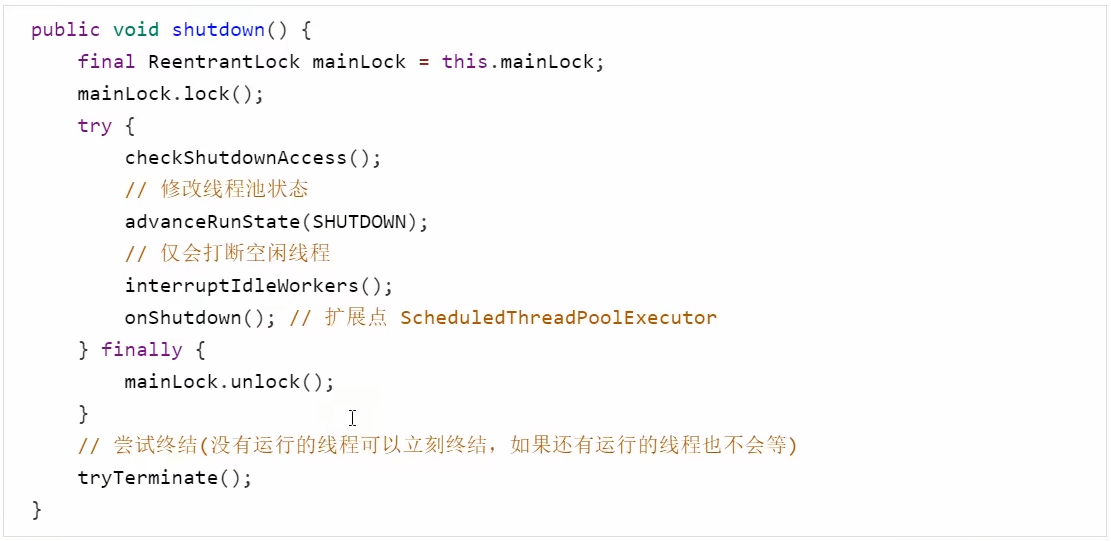 public void shutdown() {
    final ReentrantLock mainLock = this.mainLock;
    mainLock.lock();
    try {
        checkShutdownAccess();
        // 修改线程池状态
        advanceRunState(SHUTDOWN);
        // 仅会打断空闲线程
        interruptIdleWorkers();
        onShutdown(); // 扩展点 ScheduledThreadPoolExecutor
    } finally {
        mainLock.unlock();
    }
    // 尝试终结(没有运行的线程可以立刻终结，如果还有运行的线程也不会等)
    tryTerminate();
}